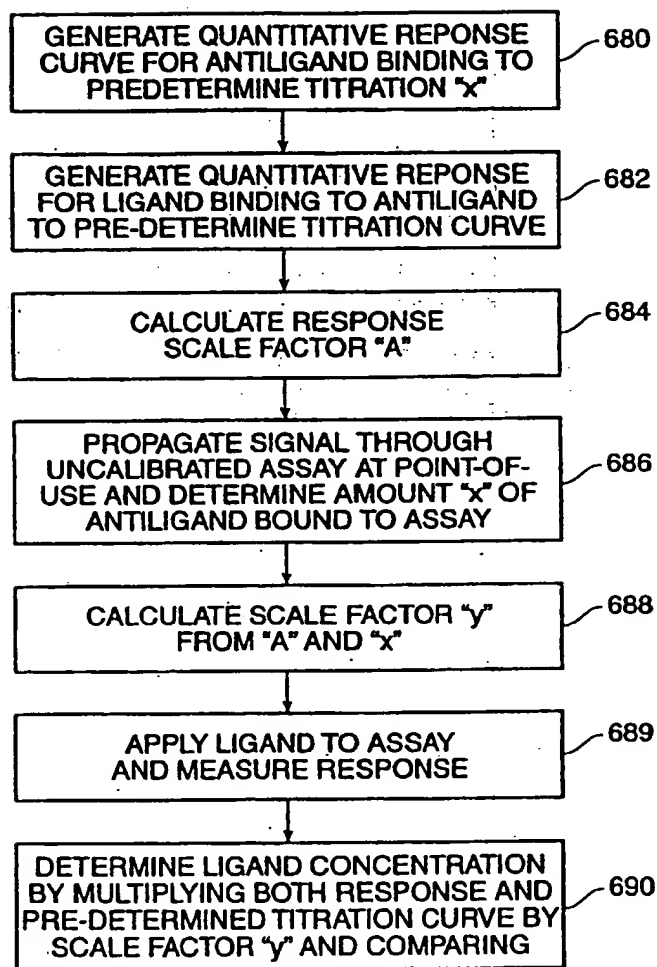 GENERATE QUANTITATIVE REPONSE
CURVE FOR ANTILIGAND BINDING TO
PREDETERMINE TITRATION "x"
680
GENERATE QUANTITATIVE REPONSE
FOR LIGAND BINDING TO ANTILIGAND
TO PRE-DETERMINE TITRATION CURVE
682
CALCULATE RESPONSE
SCALE FACTOR "A"
684
PROPAGATE SIGNAL THROUGH
UNCALIBRATED ASSAY AT POINT-OF-
USE AND DETERMINE AMOUNT "x" OF
ANTILIGAND BOUND TO ASSAY
686
CALCULATE SCALE FACTOR "y"
FROM "A" AND "x"
688
APPLY LIGAND TO ASSAY
AND MEASURE RESPONSE
689
DETERMINE LIGAND CONCENTRATION
BY MULTIPLYING BOTH RESPONSE AND
PRE-DETERMINED TITRATION CURVE BY
SCALE FACTOR "y" AND COMPARING
690